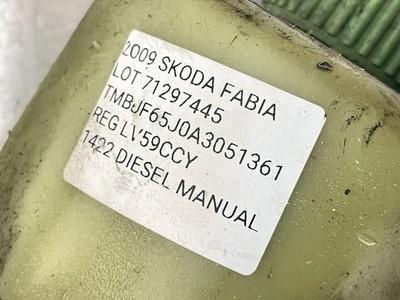 2009 SKODA FABIA
LOT 71297445
TMBJF65J0A3051361
REG LV59CCY
1422 DIESEL MANUAL